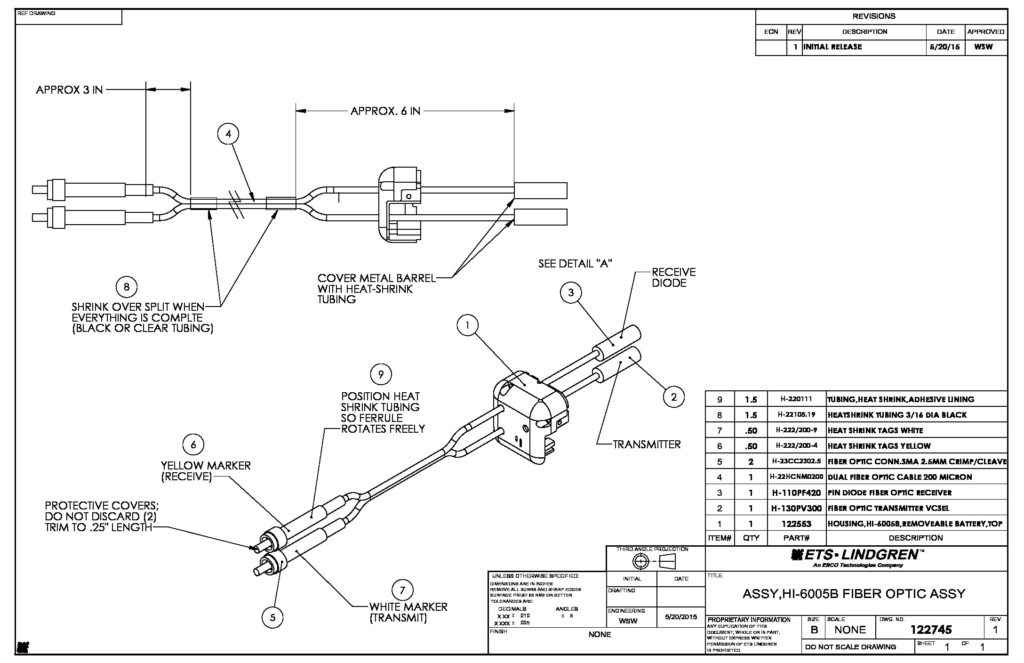 REF DRAWING
REVISIONS
ECN REV DESCRIPTION DATE APPROVED
1 INITIAL RELEASE 5/20/15 WSW
APPROX 3 IN
APPROX. 6 IN
4
8
SHRINK OVER SPLIT WHEN
EVERYTHING IS COMPLTE
(BLACK OR CLEAR TUBING)
COVER METAL BARREL
WITH HEAT-SHRINK
TUBING
SEE DETAIL "A"
RECEIVE
DIODE
3
1
2
TRANSMITTER
9
POSITION HEAT
SHRINK TUBING
SO FERRULE
ROTATES FREELY
6
YELLOW MARKER
(RECEIVE)
PROTECTIVE COVERS;
DO NOT DISCARD (2)
TRIM TO .25" LENGTH
7
WHITE MARKER
(TRANSMIT)
5
9 1.5 H-220111 TUBING,HEAT SHRINK,ADHESIVE LINING
8 1.5 H-22105.19 HEATSHRINK TUBING 3/16 DIA BLACK
7 .50 H-222/200-9 HEAT SHRINK TAGS WHITE
6 .50 H-222/200-4 HEAT SHRINK TAGS YELLOW
5 2 H-23CC2302.5 FIBER OPTIC CONN.SMA 2.5MM CRIMP/CLEAVE
4 1 H-22HCNM0200 DUAL FIBER OPTIC CABLE 200 MICRON
3 1 H-110PF420 PIN DIODE FIBER OPTIC RECEIVER
2 1 H-130PV300 FIBER OPTIC TRANSMITTER VCSEL
1 1 122553 HOUSING,HI-6006B,REMOVEABLE BATTERY,TOP
ITEM# QTY PART# DESCRIPTION
THIRD ANGLE PROJECTION
ETS·LINDGREN™
An ESCO Technologies Company
UNLESS OTHERWISE SPECIFIED:
DIMENSIONS ARE IN INCHES
REMOVE ALL BURRS AND SHARP EDGES
SURFACE FINISH 63 RMS OR BETTER
TOLERANCES ARE:
DECIMALS ANGLES
X.XX ± .010 ± .5
X.XXX ± .005
FINISH NONE
INITIAL DATE
DRAFTING
ENGINEERING
WSW 5/20/2015
TITLE
ASSY,HI-6005B FIBER OPTIC ASSY
PROPRIETARY INFORMATION
ANY DUPLICATION OF THIS
DOCUMENT, WHOLE OR IN PART,
WITHOUT EXPRESS WRITTEN
PERMISSION OF ETS LINDGREN
IS PROHIBITED.
SIZE SCALE DWG. NO. REV
B NONE 122745 1
DO NOT SCALE DRAWING SHEET 1 OF 1